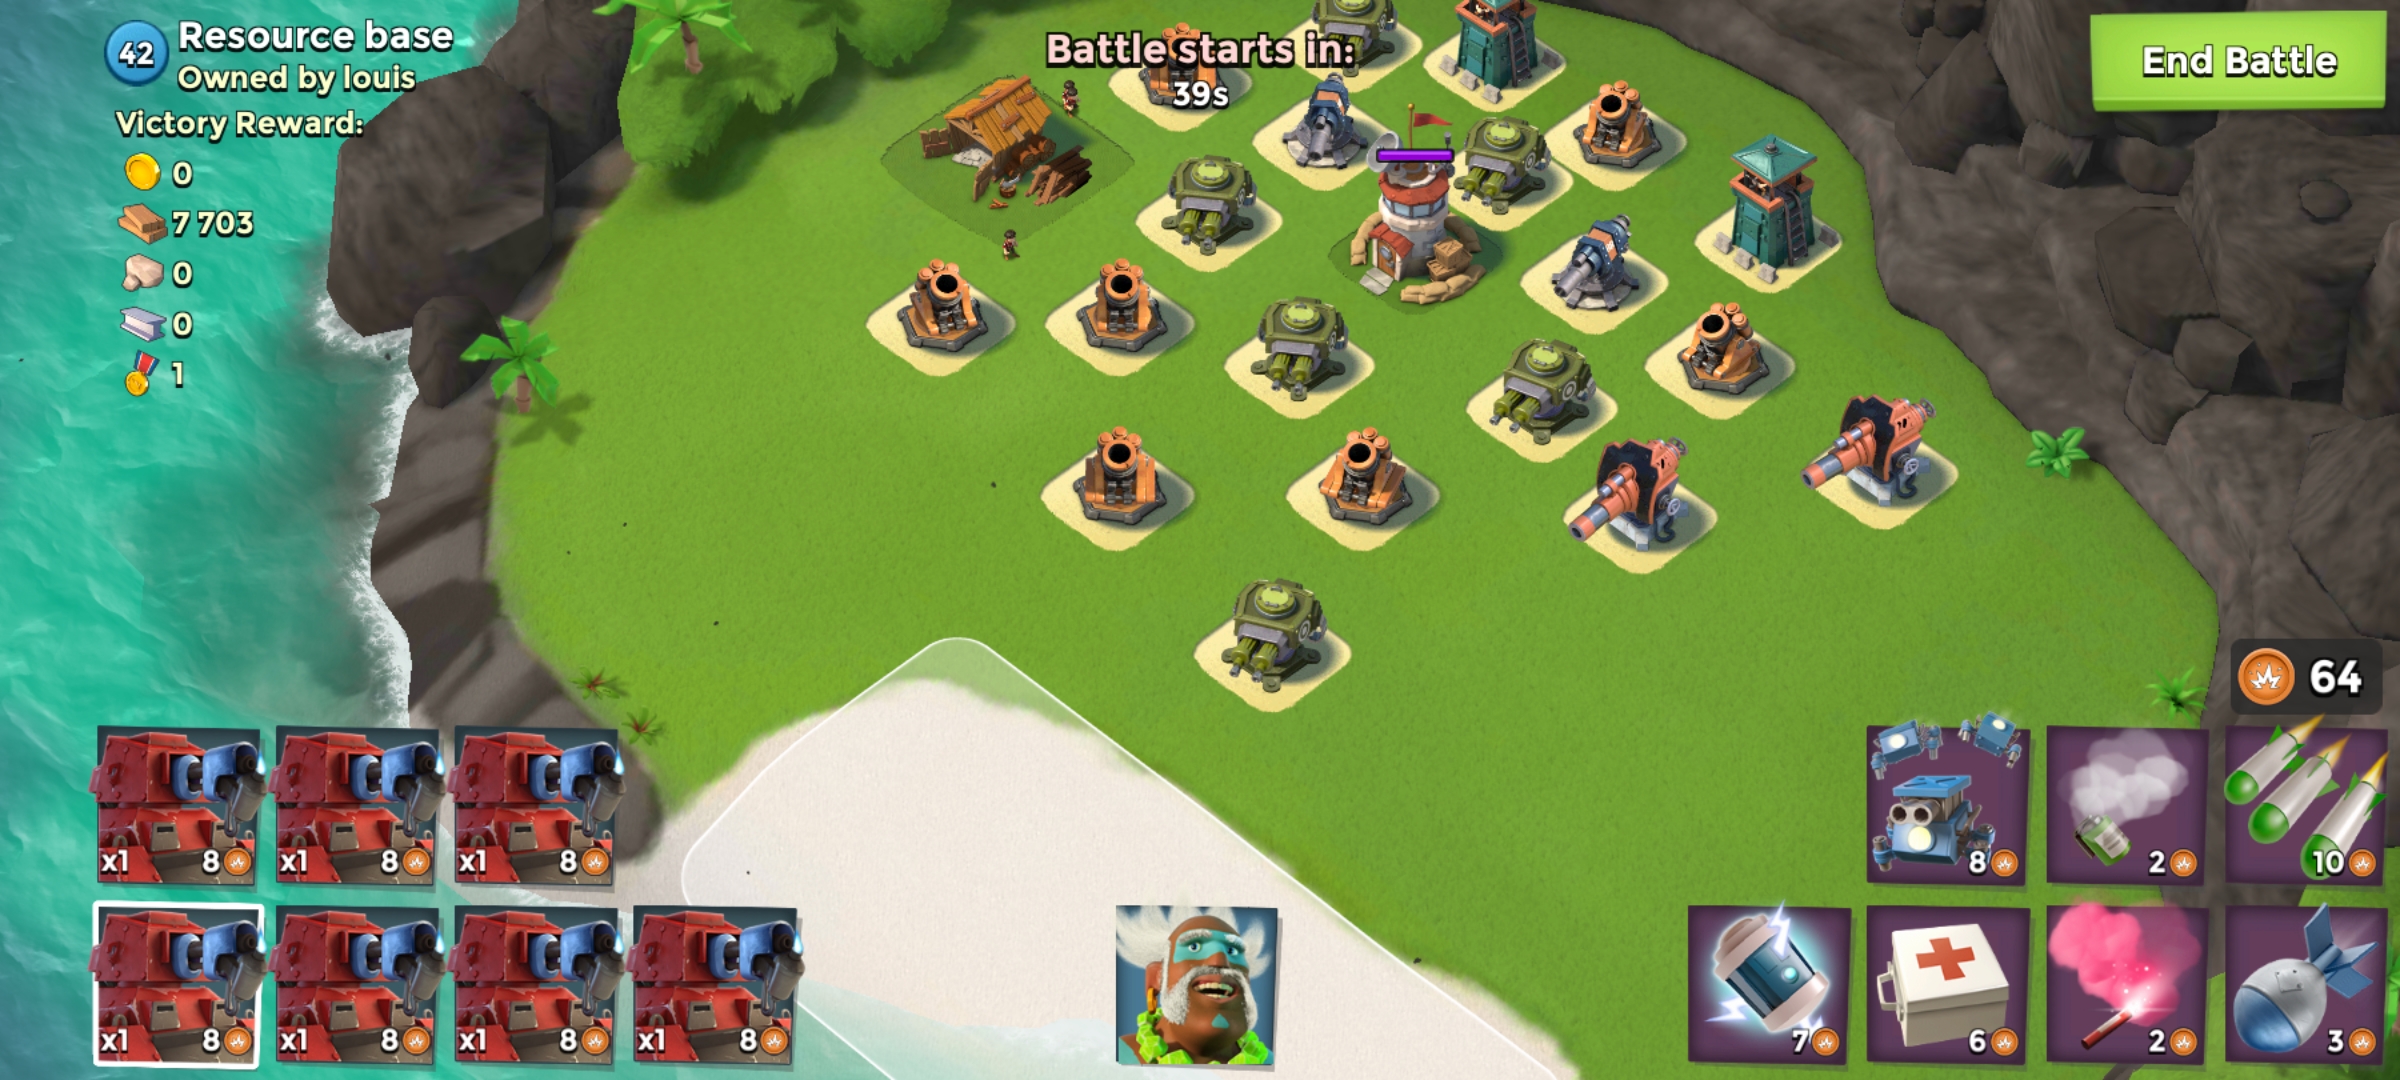 42
Resource base
Owned by louis
Victory Reward:
0
7 703
0
0
1
Battle starts in:
39s
End Battle
64
x1 8
x1 8
x1 8
8
2
10
x1 8
x1 8
x1 8
x1 8
7
6
2
3